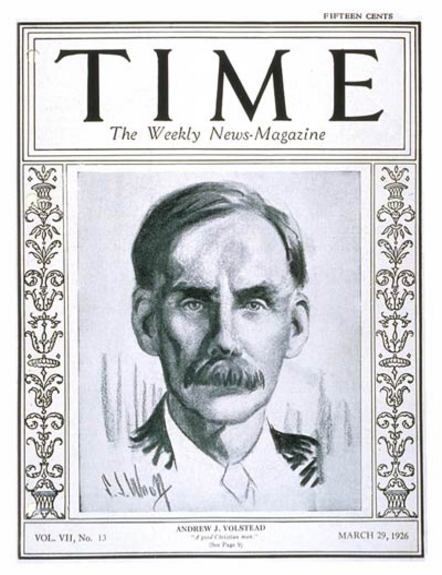 FIFTEEN CENTS
TIME
The Weekly News-Magazine
ANDREW J. VOLSTEAD
"A good Christian man."
VOL. VII, No. 13
(See Page 9)
MARCH 29, 1926